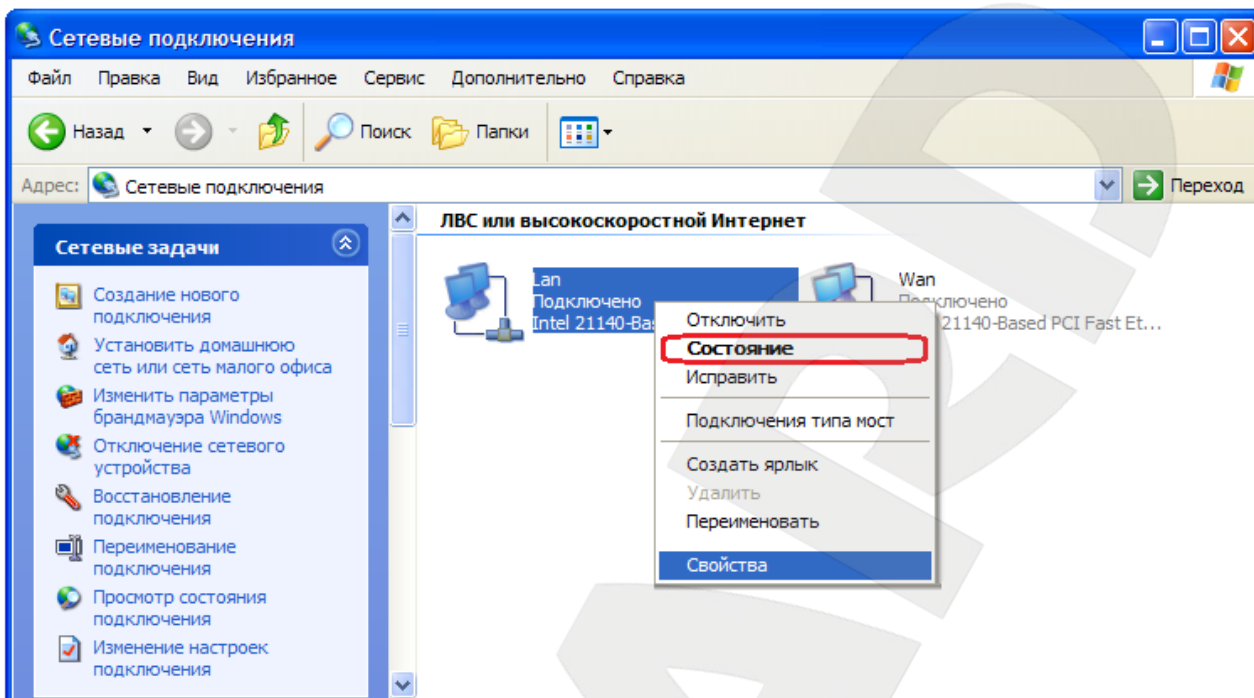 Сетевые подключения
Файл Правка Вид Избранное Сервис Дополнительно Справка
Назад Поиск Папки
Адрес: Сетевые подключения Переход
Сетевые задачи
Создание нового
подключения
Установить домашнюю
сеть или сеть малого офиса
Изменить параметры
брандмауэра Windows
Отключение сетевого
устройства
Восстановление
подключения
Переименование
подключения
Просмотр состояния
подключения
Изменение настроек
подключения
ЛВС или высокоскоростной Интернет
Lan
Подключено
Intel 21140-Ba
Wan
Подключено
21140-Based PCI Fast Et...
Отключить
Состояние
Исправить
Подключения типа мост
Создать ярлык
Удалить
Переименовать
Свойства